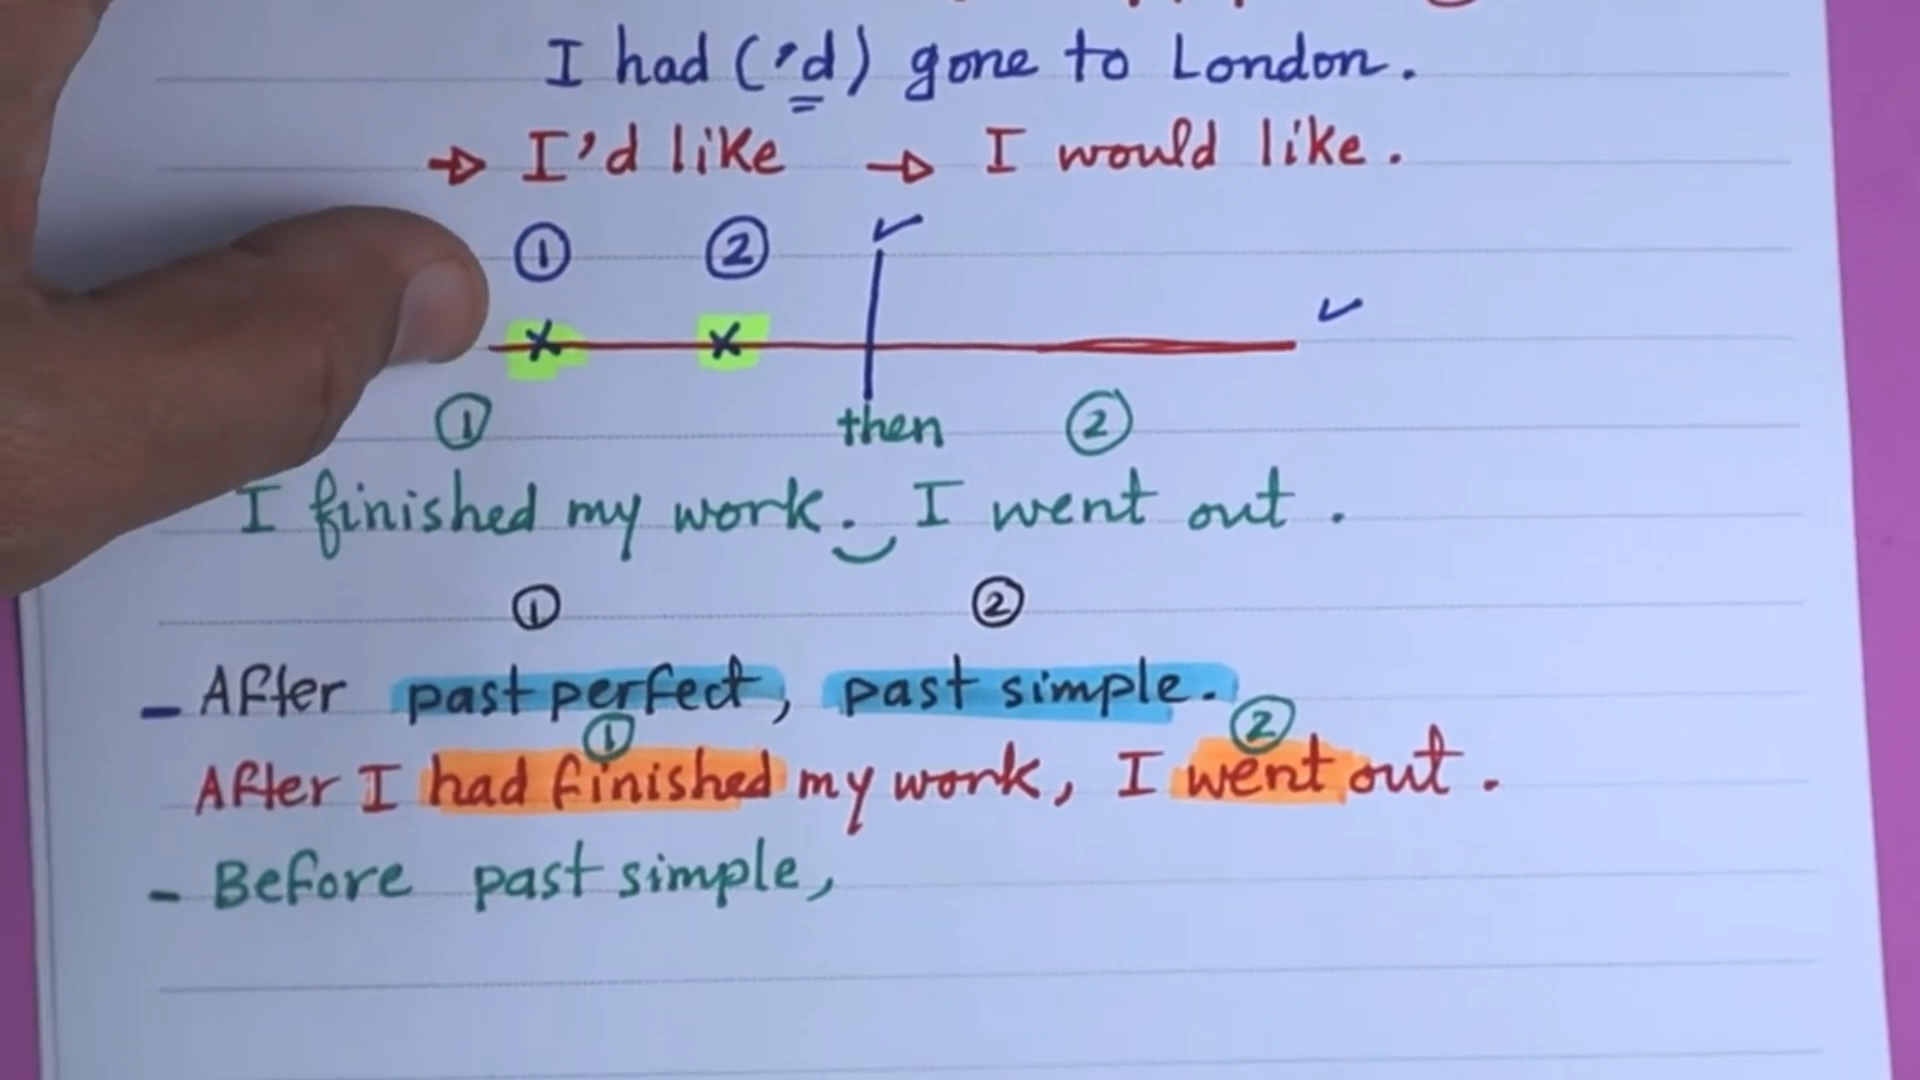 I had ('d) gone to London.
→ I'd like → I would like.
① ②
① then ②
I finished my work. I went out.
① ②
- After past perfect, past simple.
① ②
After I had finished my work, I went out.
- Before past simple,